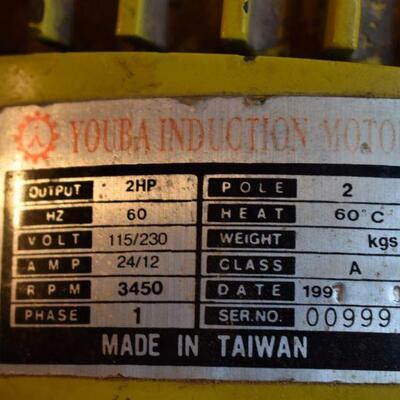 YOUBA INDUCTION MOTOR
OUTPUT 2HP POLE 2
HZ 60 HEAT 60°C
VOLT 115/230 WEIGHT kgs
AMP 24/12 CLASS A
RPM 3450 DATE 199
PHASE 1 SER.NO. 00999
MADE IN TAIWAN